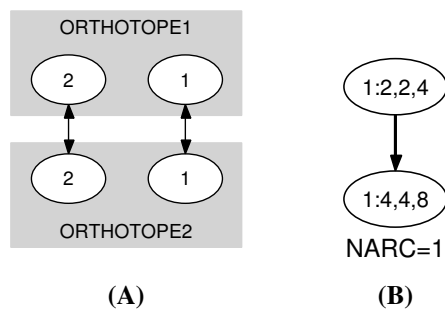 ORTHOTOPE1
2 1
2 1
ORTHOTOPE2
(A)
1:2,2,4
1:4,4,8
NARC=1
(B)